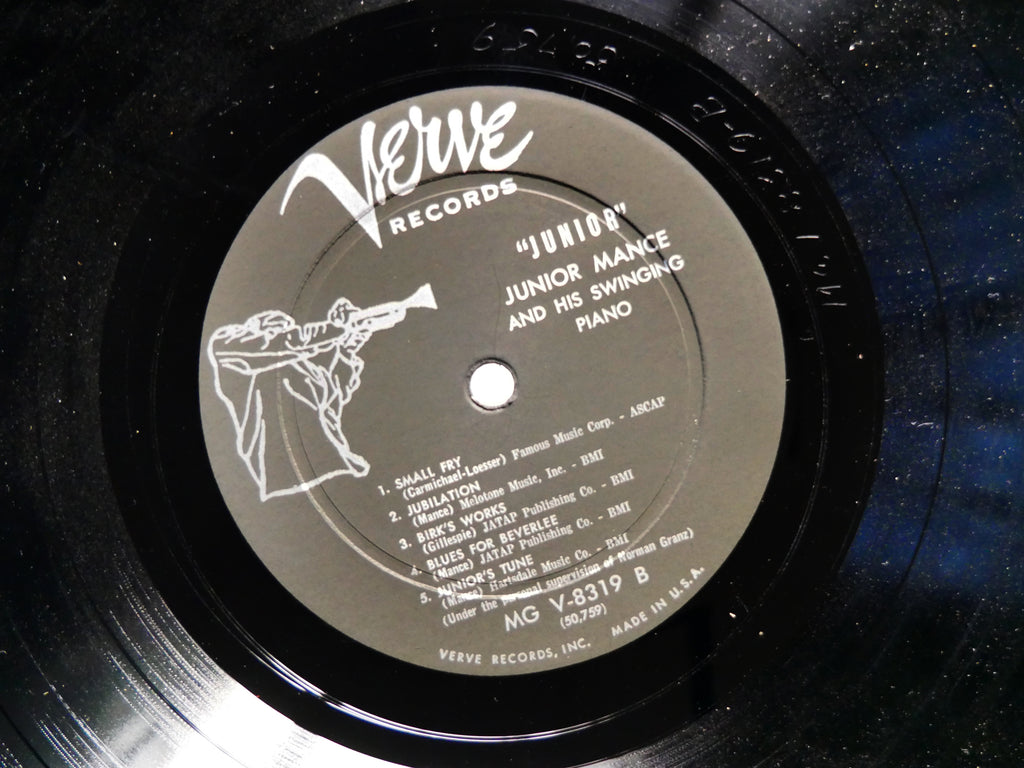 VERVE
RECORDS
"JUNIOR"
JUNIOR MANCE
AND HIS SWINGING
PIANO
1. SMALL FRY
(Carmichael-Loesser) Famous Music Corp. - ASCAP
2. JUBILATION
(Mance) Melotone Music, Inc. - BMI
3. BIRK'S WORKS
(Gillespie) JATAP Publishing Co. - BMI
4. BLUES FOR BEVERLEE
(Mance) JATAP Publishing Co. - BMI
5. JUNIOR'S TUNE
(Mance) Hartsdale Music Co. - BMI
(Under the personal supervision of Norman Granz)
MG V-8319 B
(50,759)
VERVE RECORDS, INC. MADE IN U.S.A.